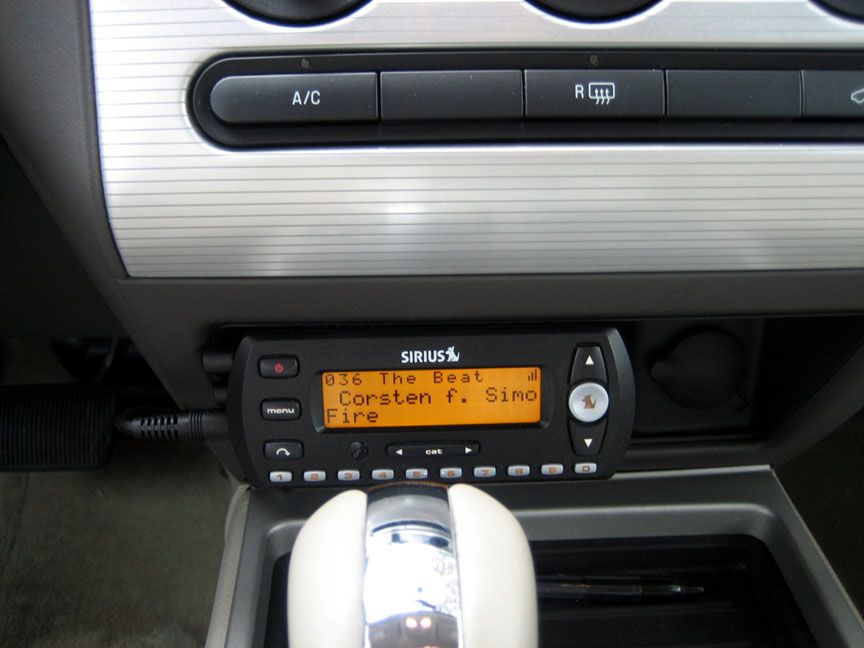 A/C
R
SIRIUS
036 The Beat
Corsten f. Simo
Fire
menu
cat
1 2 3 4 5 6 7 8 9 0